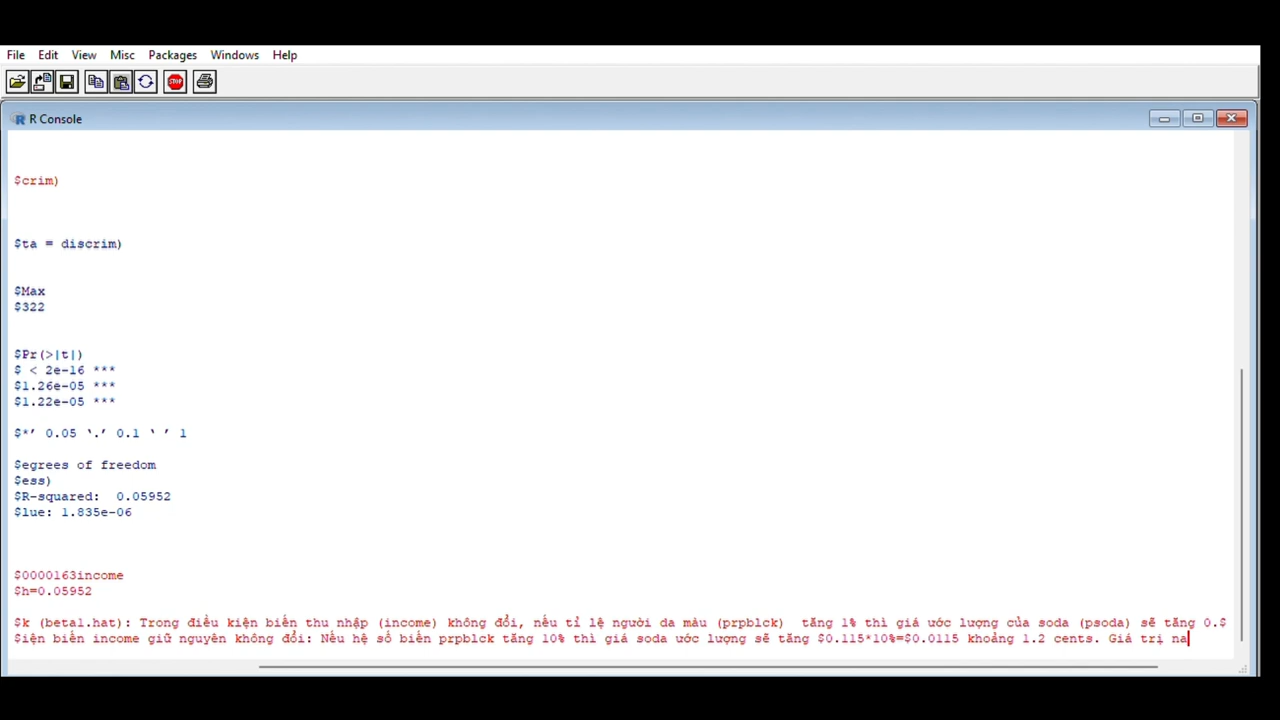 File Edit View Misc Packages Windows Help
STOP
R Console
$crim)
$ta = discrim)
$Max
$322
$Pr(>|t|)
$ < 2e-16 ***
$1.26e-05 ***
$1.22e-05 ***
$*’ 0.05 ‘.’ 0.1 ‘ ’ 1
$egrees of freedom
$ess)
$R-squared:  0.05952
$lue: 1.835e-06
$0000163income
$h=0.05952
$k (beta1.hat): Trong điều kiện biến thu nhập (income) không đổi, nếu tỉ lệ người da màu (prpblck)  tăng 1% thì giá ước lượng của soda (psoda) sẽ tăng 0.$
$iện biến income giữ nguyên không đổi: Nếu hệ số biến prpblck tăng 10% thì giá soda ước lượng sẽ tăng $0.115*10%=$0.0115 khoảng 1.2 cents. Giá trị na